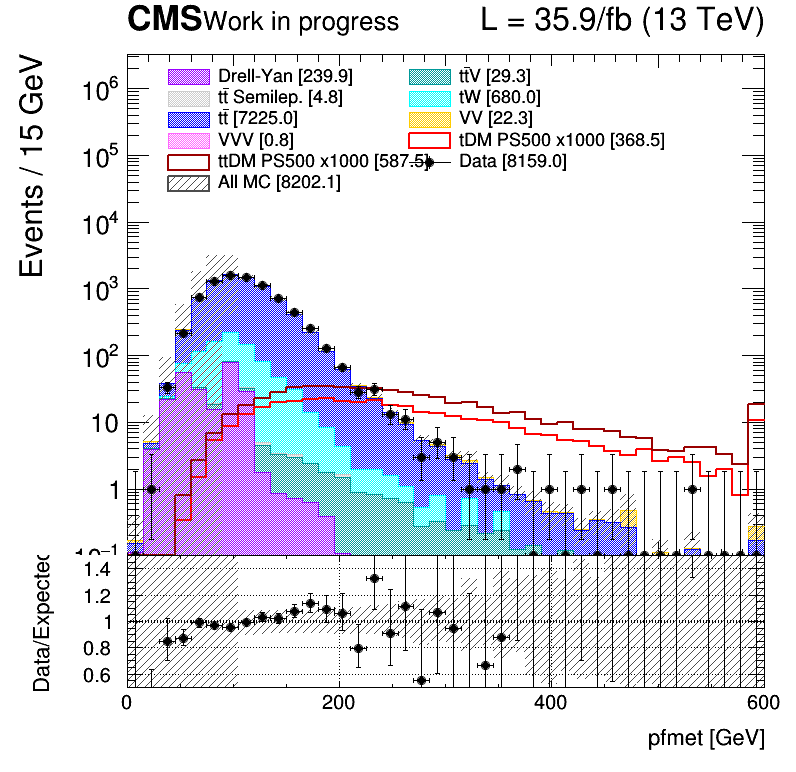 CMS Work in progress L = 35.9/fb (13 TeV)
Events / 15 GeV
10⁶
10⁵
10⁴
10³
10²
10
1
10⁻¹
Drell-Yan [239.9]
tt̄V [29.3]
tt̄ Semilep. [4.8]
tW [680.0]
tt̄ [7225.0]
VV [22.3]
VVV [0.8]
tDM PS500 x1000 [368.5]
ttDM PS500 x1000 [587.5]
Data [8159.0]
All MC [8202.1]
Data/Expected
1.4
1.2
1
0.8
0.6
0 200 400 600
pfmet [GeV]